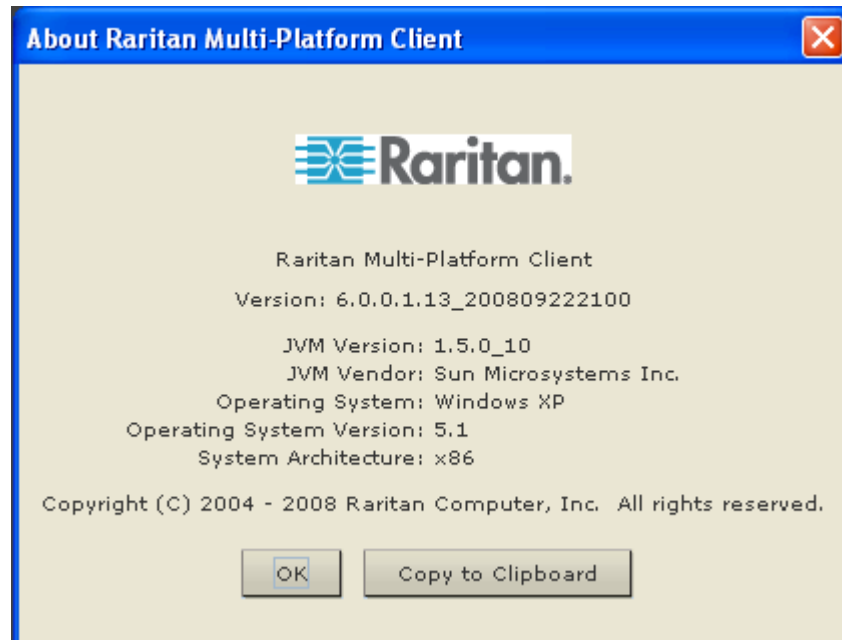 About Raritan Multi-Platform Client
Raritan.
Raritan Multi-Platform Client
Version: 6.0.0.1.13_200809222100
JVM Version: 1.5.0_10
JVM Vendor: Sun Microsystems Inc.
Operating System: Windows XP
Operating System Version: 5.1
System Architecture: x86
Copyright (C) 2004 - 2008 Raritan Computer, Inc.  All rights reserved.
OK
Copy to Clipboard